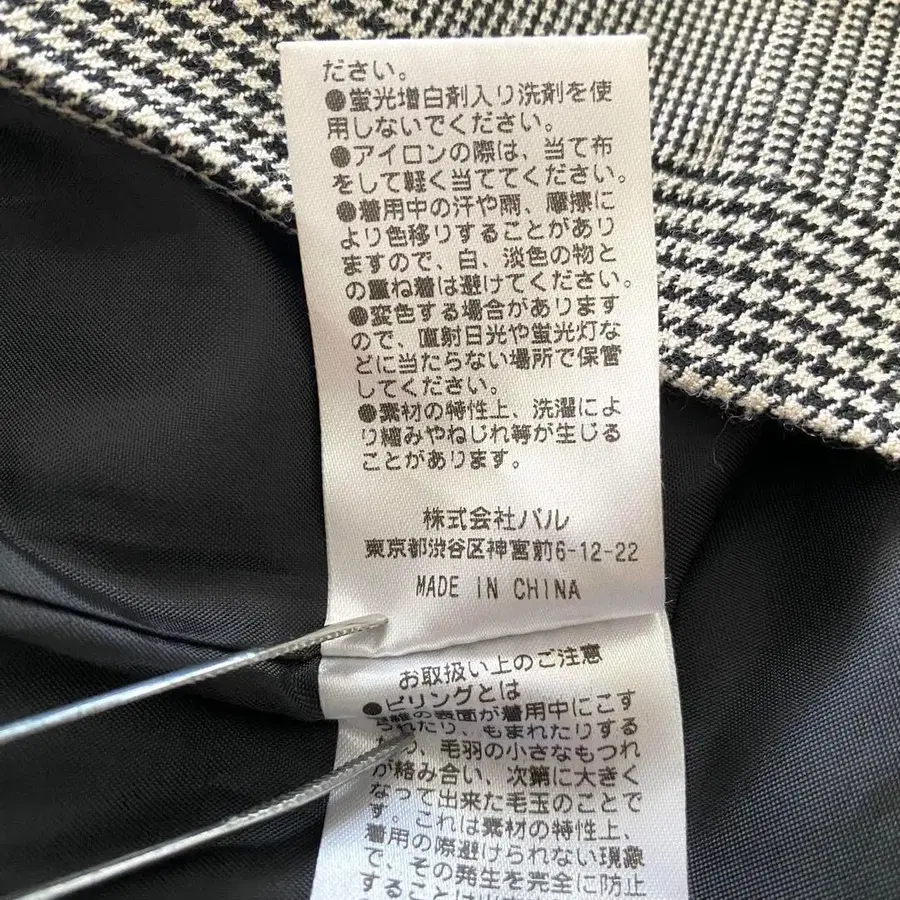 ださい。
●蛍光増白剤入り洗剤を使
用しないでください。
●アイロンの際は、当て布
をして軽く当ててください。
●着用中の汗や雨、摩擦に
より色移りすることがあり
ますので、白、淡色の物と
の重ね着は避けてください。
●変色する場合があります
ので、直射日光や蛍光灯な
どに当たらない場所で保管
してください。
●素材の特性上、洗濯によ
り縮みやねじれ等が生じる
ことがあります。
株式会社パル
東京都渋谷区神宮前6-12-22
MADE IN CHINA
お取扱い上のご注意
●ピリングとは
の表面が着用中にこす
れたり、もまれたりする
、毛羽の小さなもつれ
が絡み合い、次第に大きく
なって出来た毛玉のことで
す。これは素材の特性上、
着用の際避けられない現象
で、その発生を完全に防止
することは